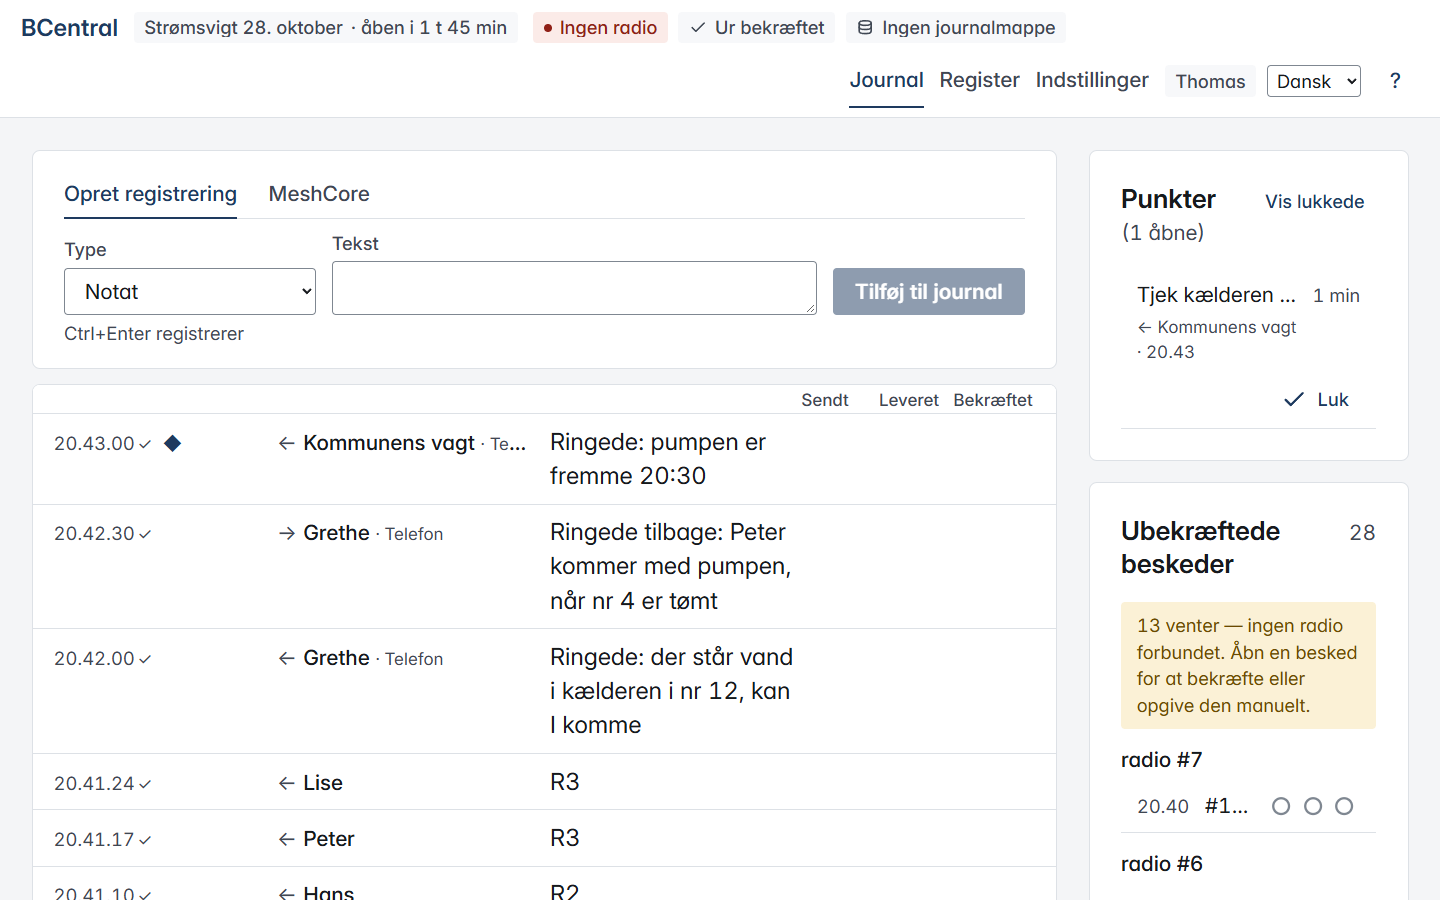 BCentral
Strømsvigt 28. oktober · åben i 1 t 45 min
Ingen radio
Ur bekræftet
Ingen journalmappe
Journal
Register
Indstillinger
Thomas
Dansk
?
Opret registrering
MeshCore
Type
Tekst
Notat
Tilføj til journal
Ctrl+Enter registrerer
Sendt
Leveret
Bekræftet
20.43.00 ✓
← Kommunens vagt · Te...
Ringede: pumpen er
fremme 20:30
20.42.30 ✓
→ Grethe · Telefon
Ringede tilbage: Peter
kommer med pumpen,
når nr 4 er tømt
20.42.00 ✓
← Grethe · Telefon
Ringede: der står vand
i kælderen i nr 12, kan
I komme
20.41.24 ✓
← Lise
R3
20.41.17 ✓
← Peter
R3
20.41.10 ✓
← Hans
R2
Punkter
Vis lukkede
(1 åbne)
Tjek kælderen ...
1 min
← Kommunens vagt
· 20.43
Luk
Ubekræftede
beskeder
28
13 venter — ingen radio
forbundet. Åbn en besked
for at bekræfte eller
opgive den manuelt.
radio #7
20.40
#1...
radio #6